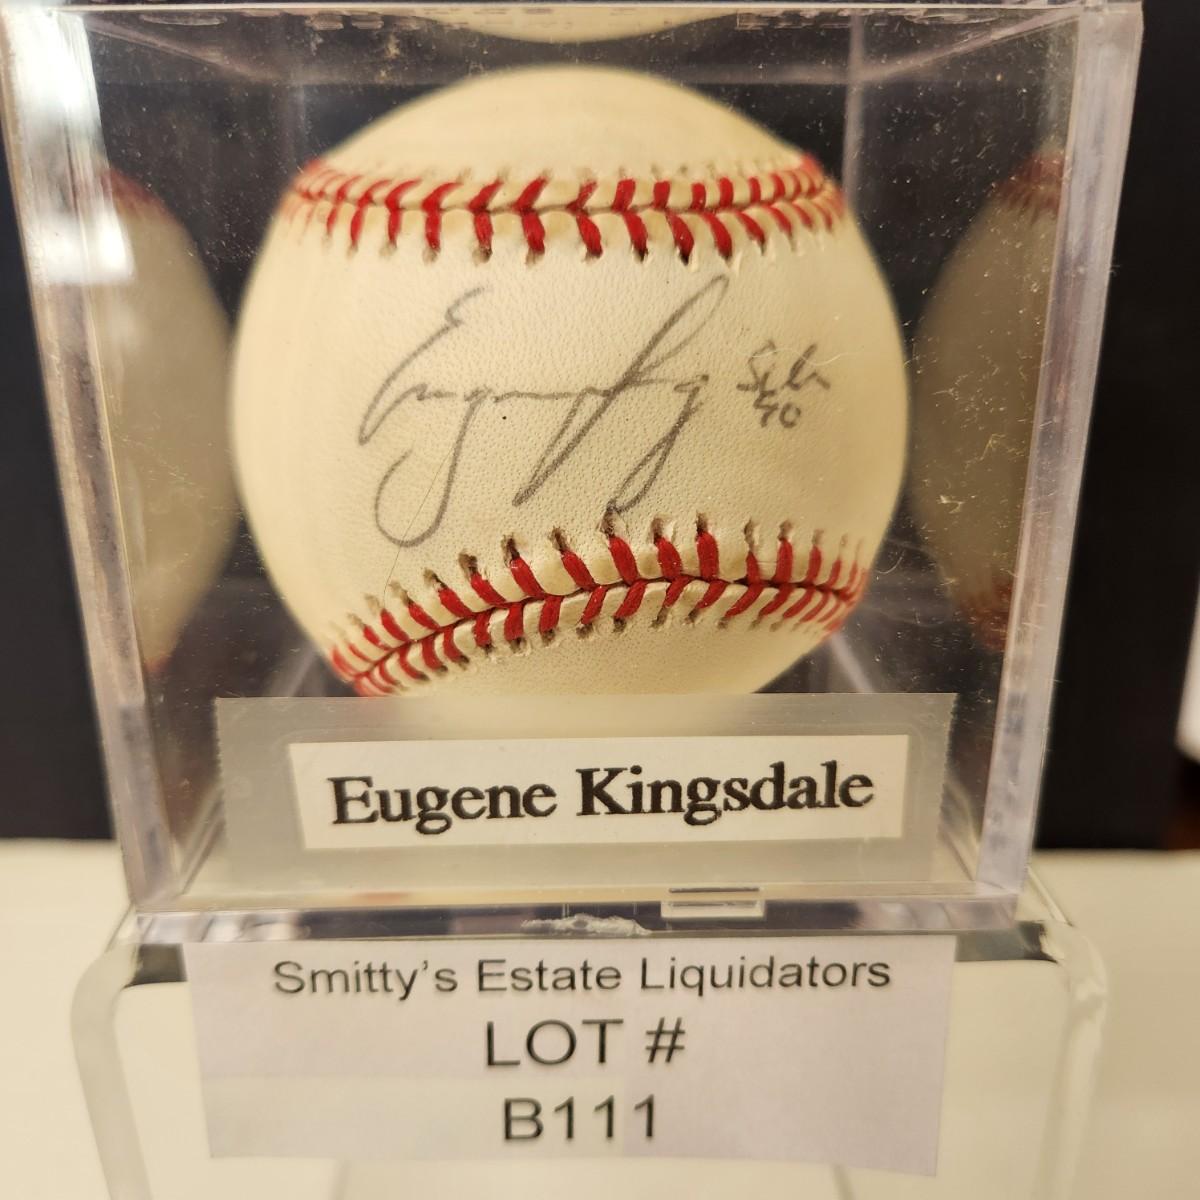 Eugene Kingsdale
Smitty's Estate Liquidators
LOT #
B111